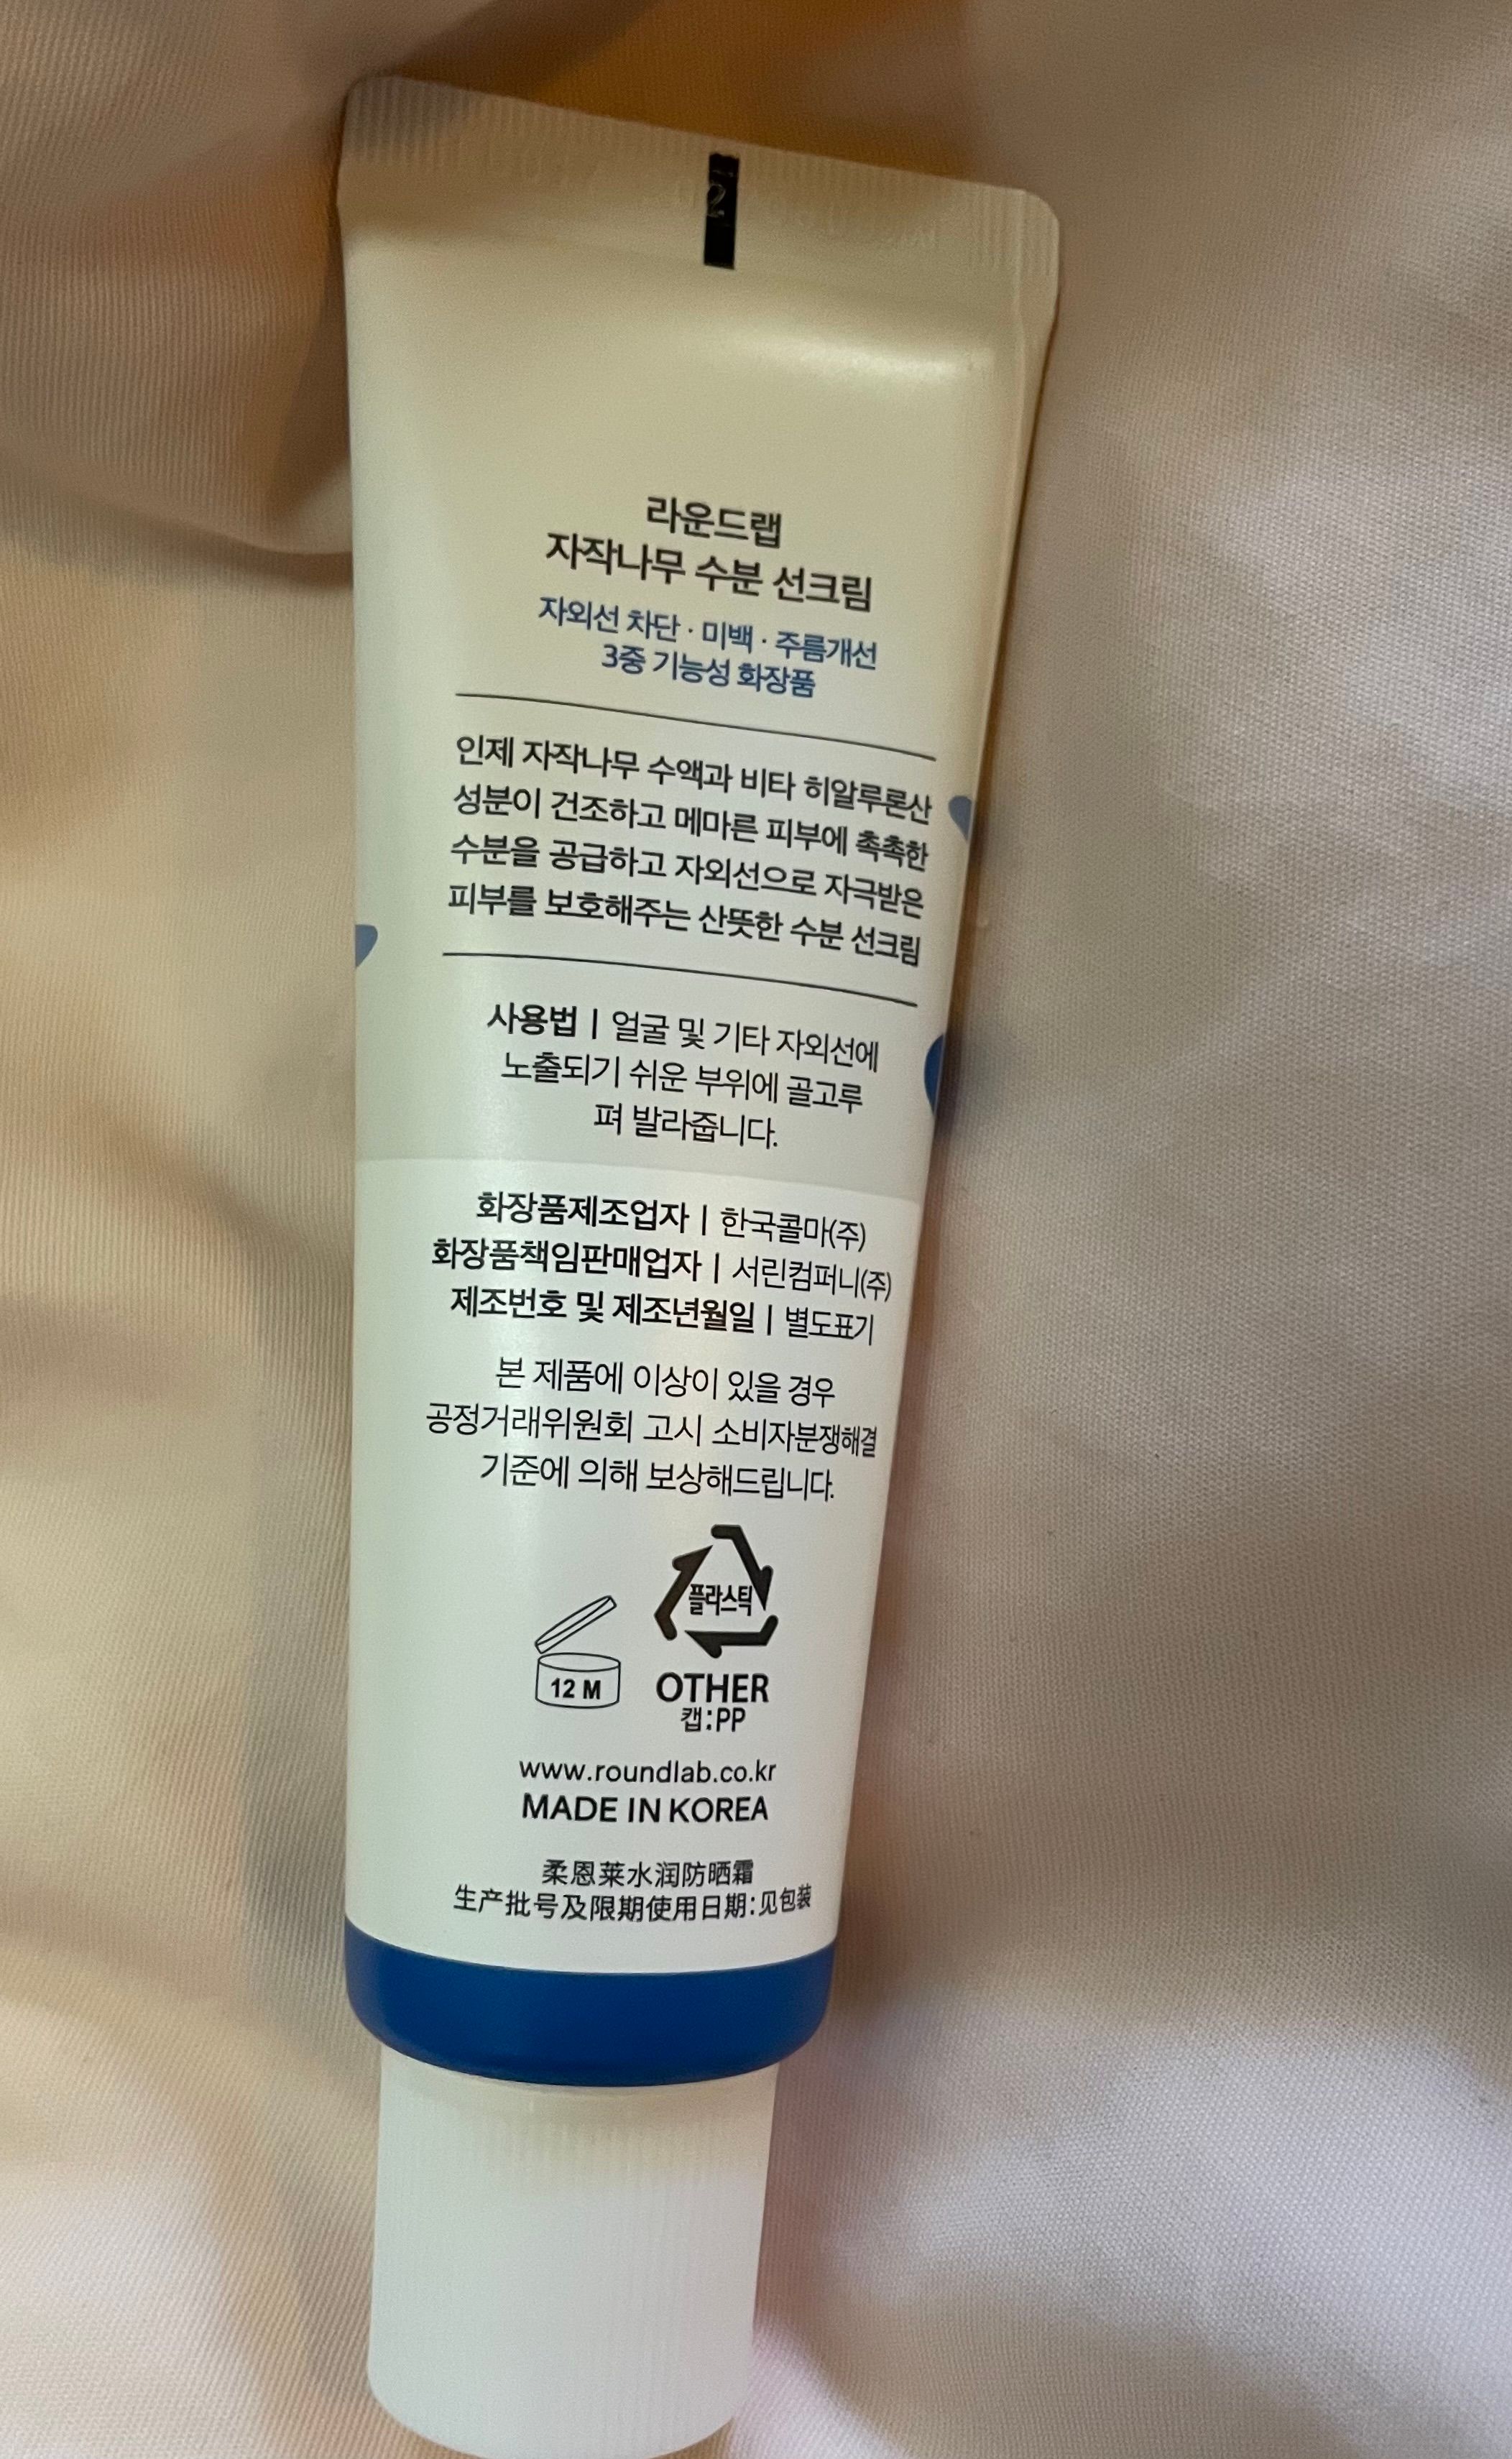 라운드랩
자작나무 수분 선크림
자외선 차단 · 미백 · 주름개선
3중 기능성 화장품
인제 자작나무 수액과 비타 히알루론산
성분이 건조하고 메마른 피부에 촉촉한
수분을 공급하고 자외선으로 자극받은
피부를 보호해주는 산뜻한 수분 선크림
사용법 | 얼굴 및 기타 자외선에
노출되기 쉬운 부위에 골고루
펴 발라줍니다.
화장품제조업자 | 한국콜마(주)
화장품책임판매업자 | 서린컴퍼니(주)
제조번호 및 제조년월일 | 별도표기
본 제품에 이상이 있을 경우
공정거래위원회 고시 소비자분쟁해결
기준에 의해 보상해드립니다.
플라스틱
12 M
OTHER
캡:PP
www.roundlab.co.kr
MADE IN KOREA
柔恩莱水润防晒霜
生产批号及限期使用日期:见包装